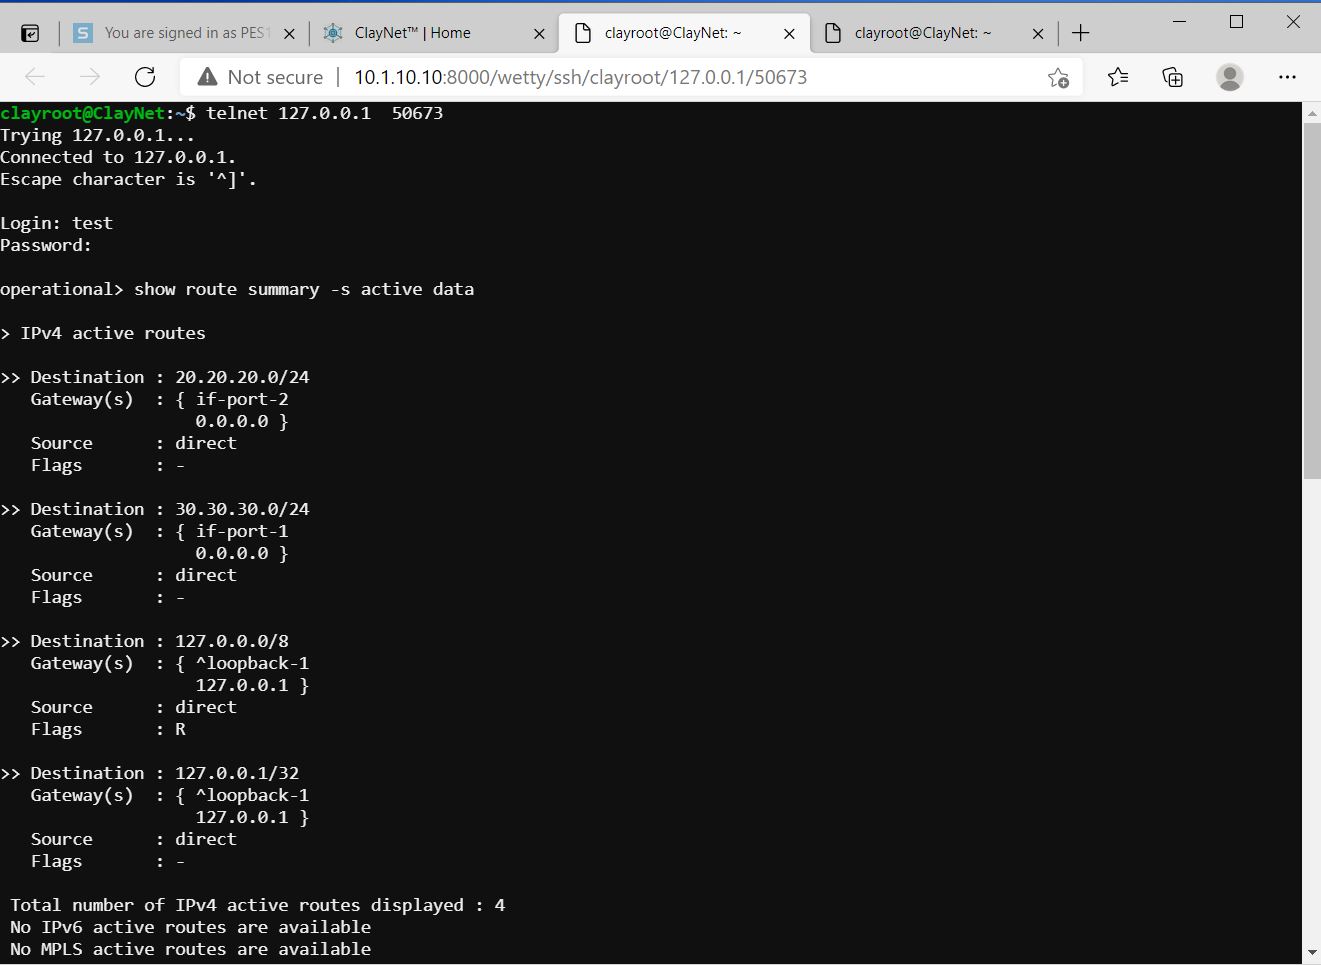 You are signed in as PES1
ClayNet™ | Home
clayroot@ClayNet: ~
clayroot@ClayNet: ~
Not secure | 10.1.10.10:8000/wetty/ssh/clayroot/127.0.0.1/50673
clayroot@ClayNet:~$ telnet 127.0.0.1  50673
Trying 127.0.0.1...
Connected to 127.0.0.1.
Escape character is '^]'.
Login: test
Password:
operational> show route summary -s active data
> IPv4 active routes
>> Destination : 20.20.20.0/24
Gateway(s)  : { if-port-2
0.0.0.0 }
Source      : direct
Flags       : -
>> Destination : 30.30.30.0/24
Gateway(s)  : { if-port-1
0.0.0.0 }
Source      : direct
Flags       : -
>> Destination : 127.0.0.0/8
Gateway(s)  : { ^loopback-1
127.0.0.1 }
Source      : direct
Flags       : R
>> Destination : 127.0.0.1/32
Gateway(s)  : { ^loopback-1
127.0.0.1 }
Source      : direct
Flags       : -
Total number of IPv4 active routes displayed : 4
No IPv6 active routes are available
No MPLS active routes are available